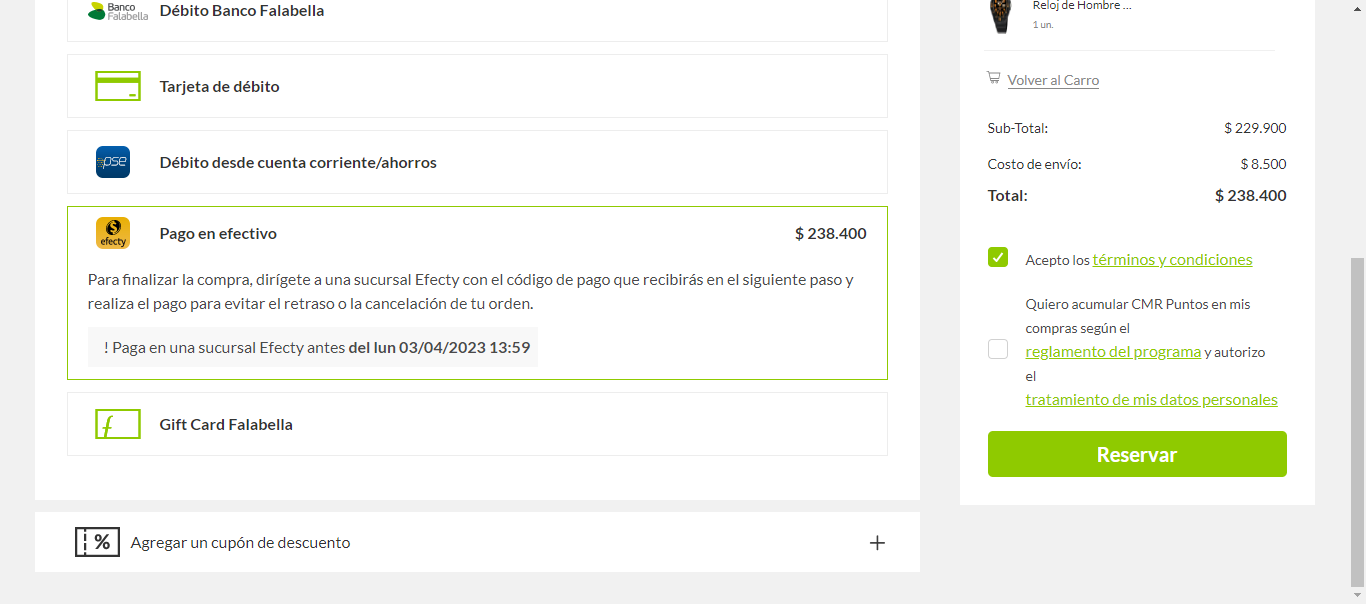 Banco
Falabella
Débito Banco Falabella
Tarjeta de débito
pse
Débito desde cuenta corriente/ahorros
$
efecty
Pago en efectivo
$ 238.400
Para finalizar la compra, dirígete a una sucursal Efecty con el código de pago que recibirás en el siguiente paso y
realiza el pago para evitar el retraso o la cancelación de tu orden.
! Paga en una sucursal Efecty antes del lun 03/04/2023 13:59
f
Gift Card Falabella
%
Agregar un cupón de descuento
+
Reloj de Hombre ...
1 un.
Volver al Carro
Sub-Total: $ 229.900
Costo de envío: $ 8.500
Total: $ 238.400
Acepto los términos y condiciones
Quiero acumular CMR Puntos en mis
compras según el
reglamento del programa y autorizo
el
tratamiento de mis datos personales
Reservar